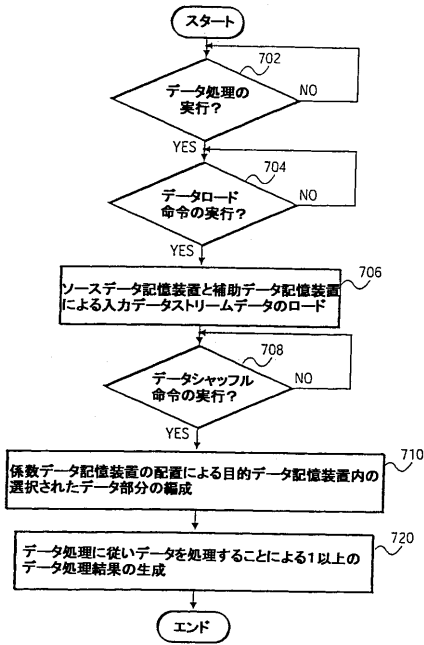 スタート
702
データ処理の
実行？
NO
YES
704
データロード
命令の実行？
NO
YES
706
ソースデータ記憶装置と補助データ記憶装置
による入力データストリームデータのロード
708
データシャッフル
命令の実行？
NO
YES
710
係数データ記憶装置の配置による目的データ記憶装置内の
選択されたデータ部分の編成
720
データ処理に従いデータを処理することによる1以上の
データ処理結果の生成
エンド